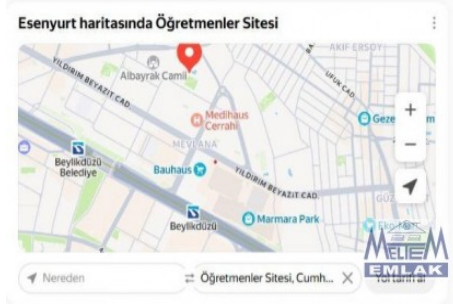 Esenyurt haritasında Öğretmenler Sitesi
AKİF ERSOY
YILDIRIM BEYAZIT CAD.
Albayrak Camii
UFUK CAD.
Medihaus
Cerrahi
MEVLANA
Beylikdüzü
Belediye
Bauhaus
YILDIRIM BEYAZIT CAD.
Beylikdüzü
Marmara Park
MELTEM
EMLAK
Nereden
Öğretmenler Sitesi, Cumh...